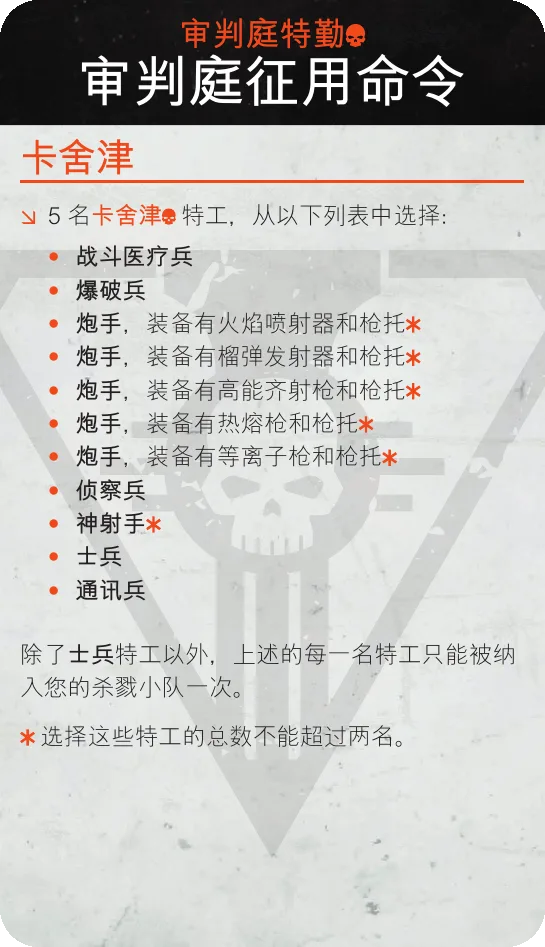 审判庭特勤
审判庭征用命令
卡舍津
↘ 5 名卡舍津特工，从以下列表中选择：
• 战斗医疗兵
• 爆破兵
• 炮手，装备有火焰喷射器和枪托*
• 炮手，装备有榴弹发射器和枪托*
• 炮手，装备有高能齐射枪和枪托*
• 炮手，装备有热熔枪和枪托*
• 炮手，装备有等离子枪和枪托*
• 侦察兵
• 神射手*
• 士兵
• 通讯兵
除了士兵特工以外，上述的每一名特工只能被纳
入您的杀戮小队一次。
*选择这些特工的总数不能超过两名。